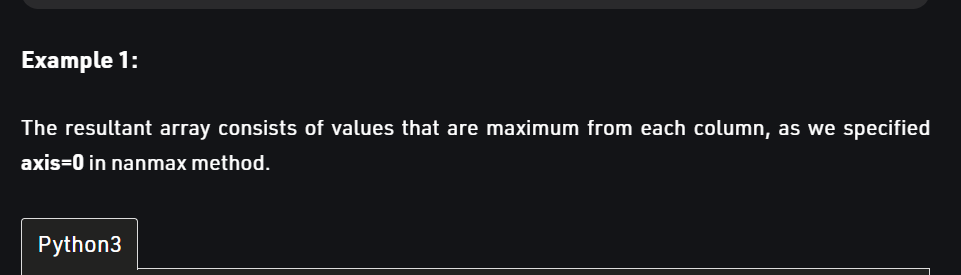 Example 1:
The resultant array consists of values that are maximum from each column, as we specified
axis=0 in nanmax method.
Python3